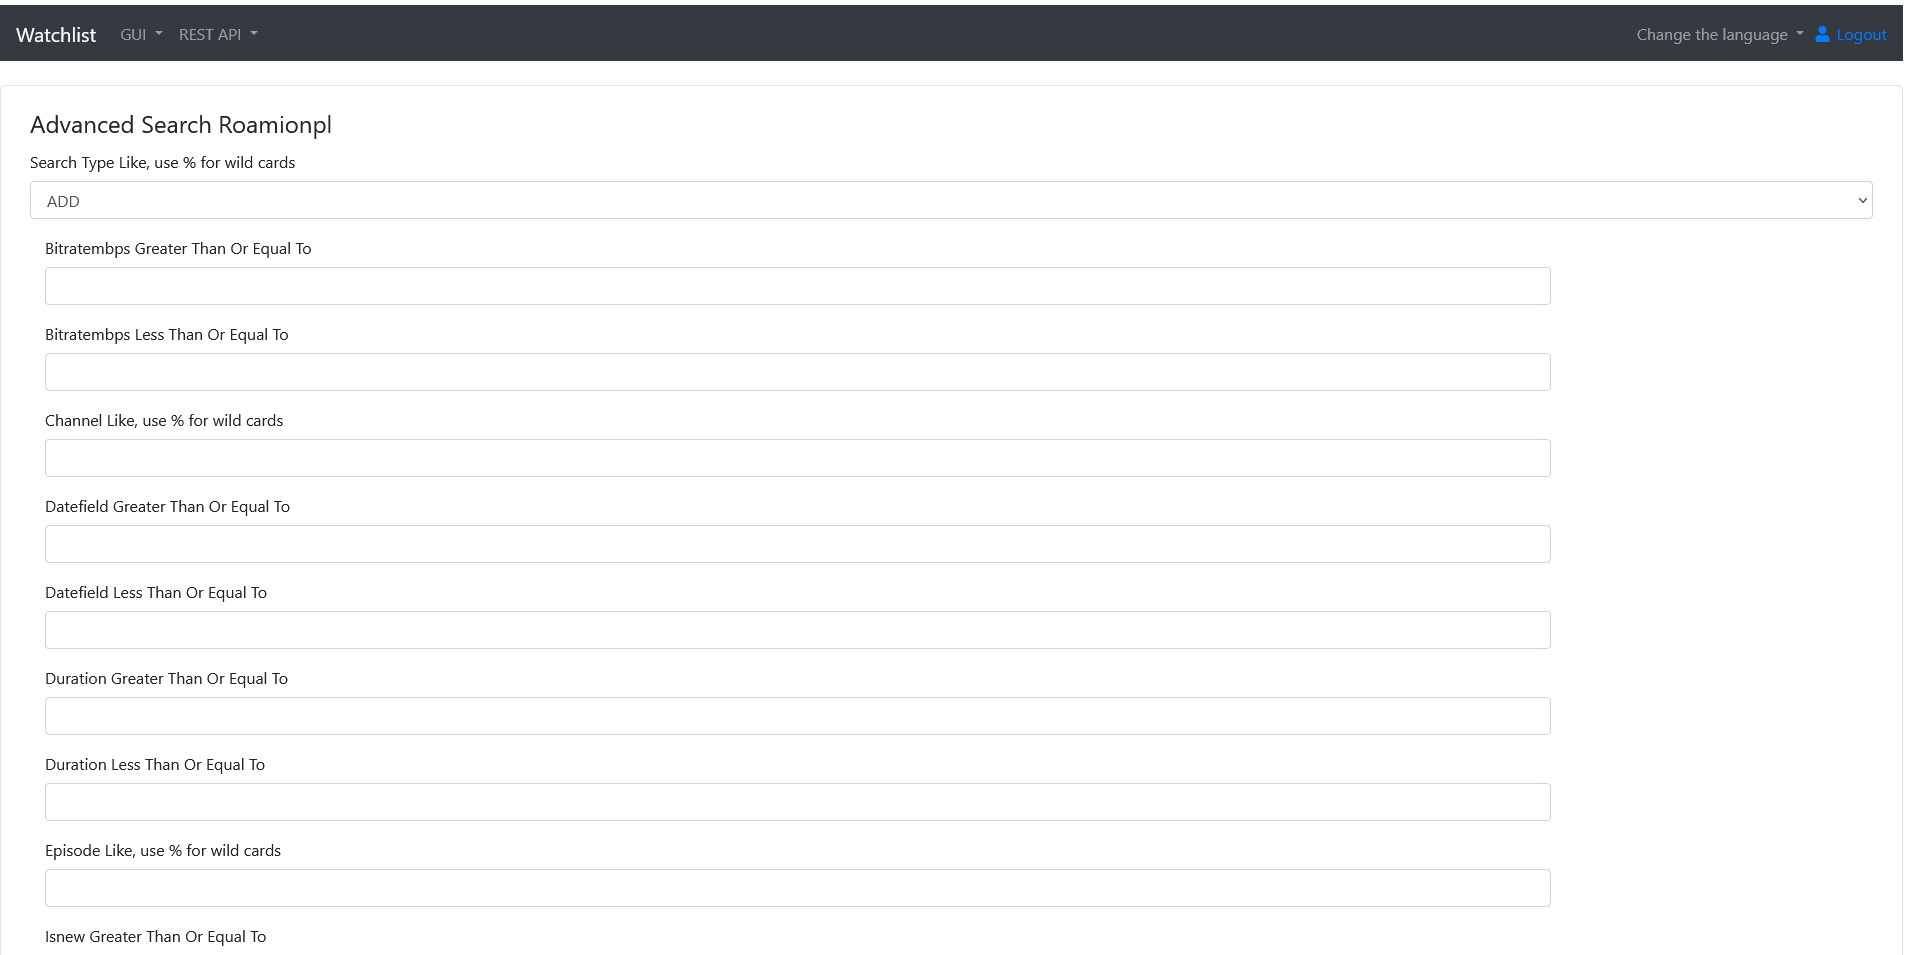 Watchlist GUI REST API Change the language Logout
Advanced Search Roamionpl
Search Type Like, use % for wild cards
ADD
Bitratembps Greater Than Or Equal To
Bitratembps Less Than Or Equal To
Channel Like, use % for wild cards
Datefield Greater Than Or Equal To
Datefield Less Than Or Equal To
Duration Greater Than Or Equal To
Duration Less Than Or Equal To
Episode Like, use % for wild cards
Isnew Greater Than Or Equal To